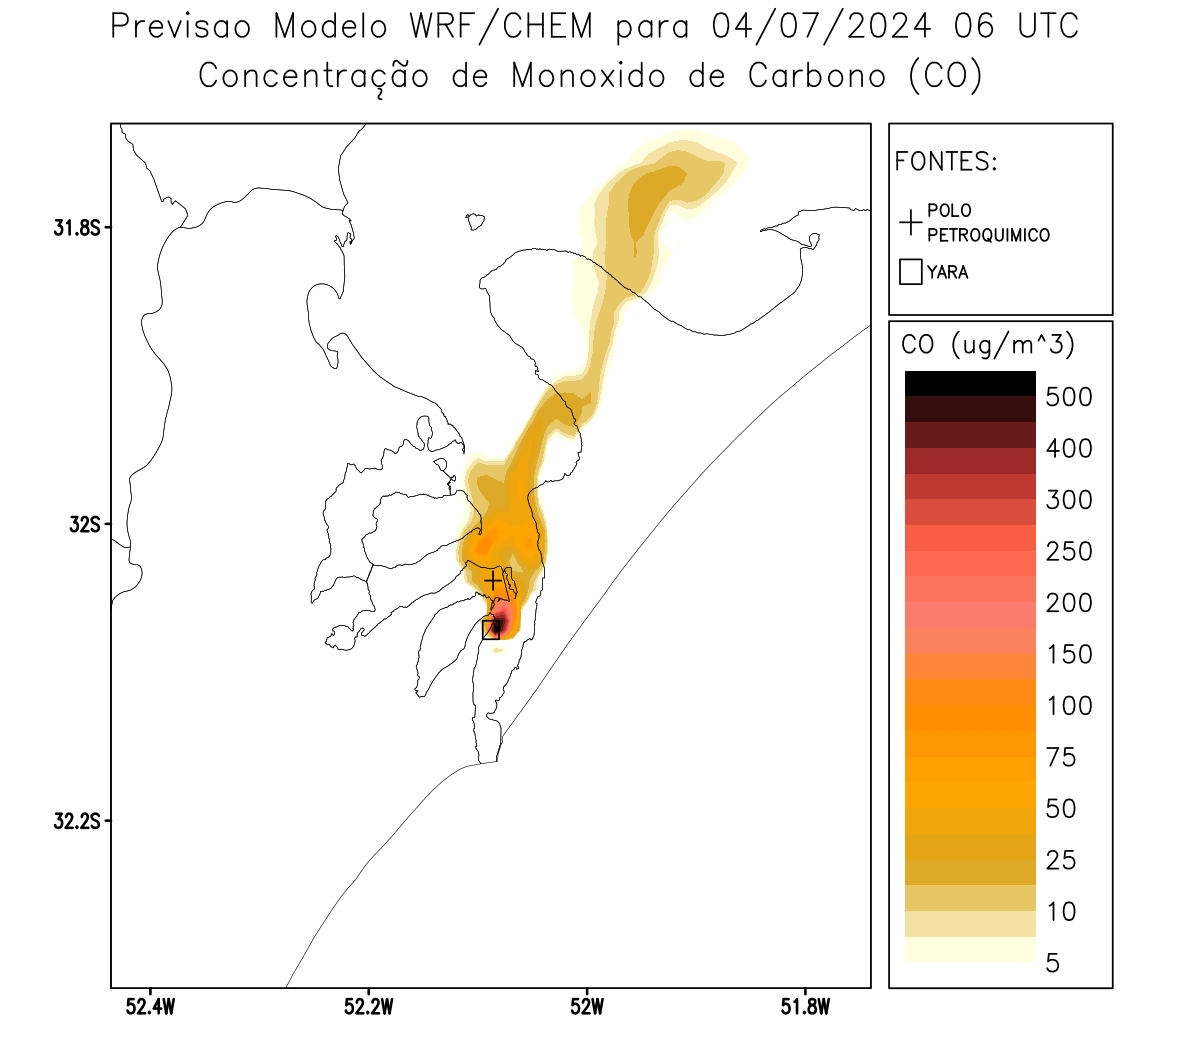 Previsao Modelo WRF/CHEM para 04/07/2024 06 UTC
Concentração de Monoxido de Carbono (CO)
FONTES:
POLO
PETROQUIMICO
YARA
CO (ug/m^3)
500
400
300
250
200
150
100
75
50
25
10
5
31.8S
32S
32.2S
52.4W
52.2W
52W
51.8W